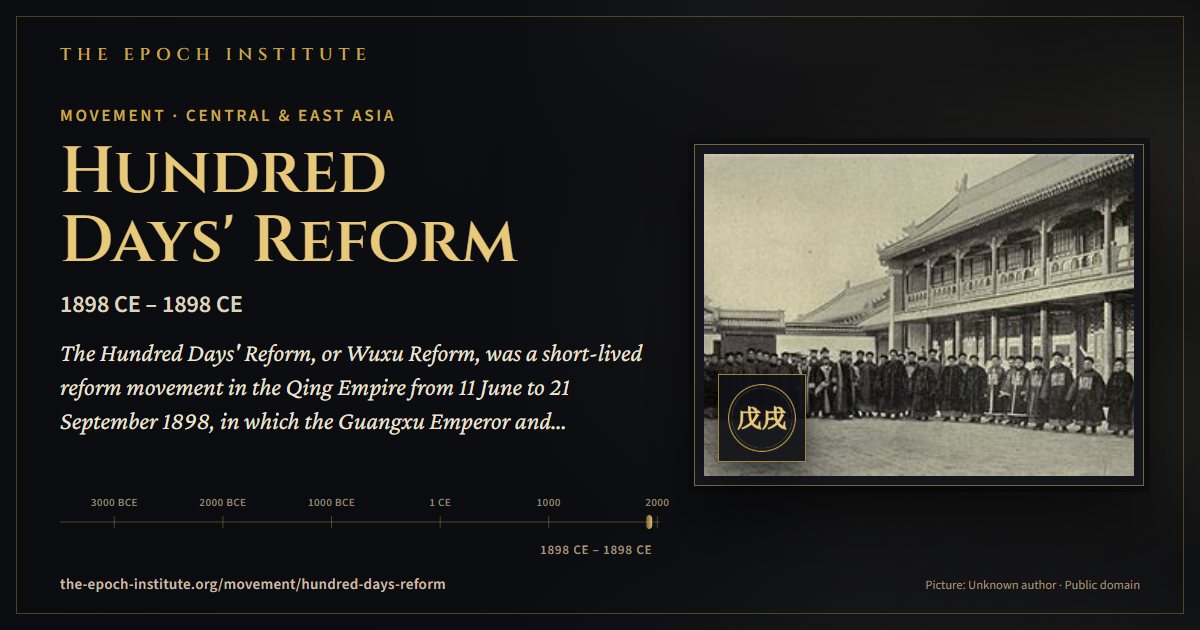 THE EPOCH INSTITUTE
MOVEMENT · CENTRAL & EAST ASIA
HUNDRED
DAYS' REFORM
1898 CE – 1898 CE
The Hundred Days' Reform, or Wuxu Reform, was a short-lived
reform movement in the Qing Empire from 11 June to 21
September 1898, in which the Guangxu Emperor and...
戊戌
3000 BCE 2000 BCE 1000 BCE 1 CE 1000 2000
1898 CE – 1898 CE
the-epoch-institute.org/movement/hundred-days-reform
Picture: Unknown author · Public domain